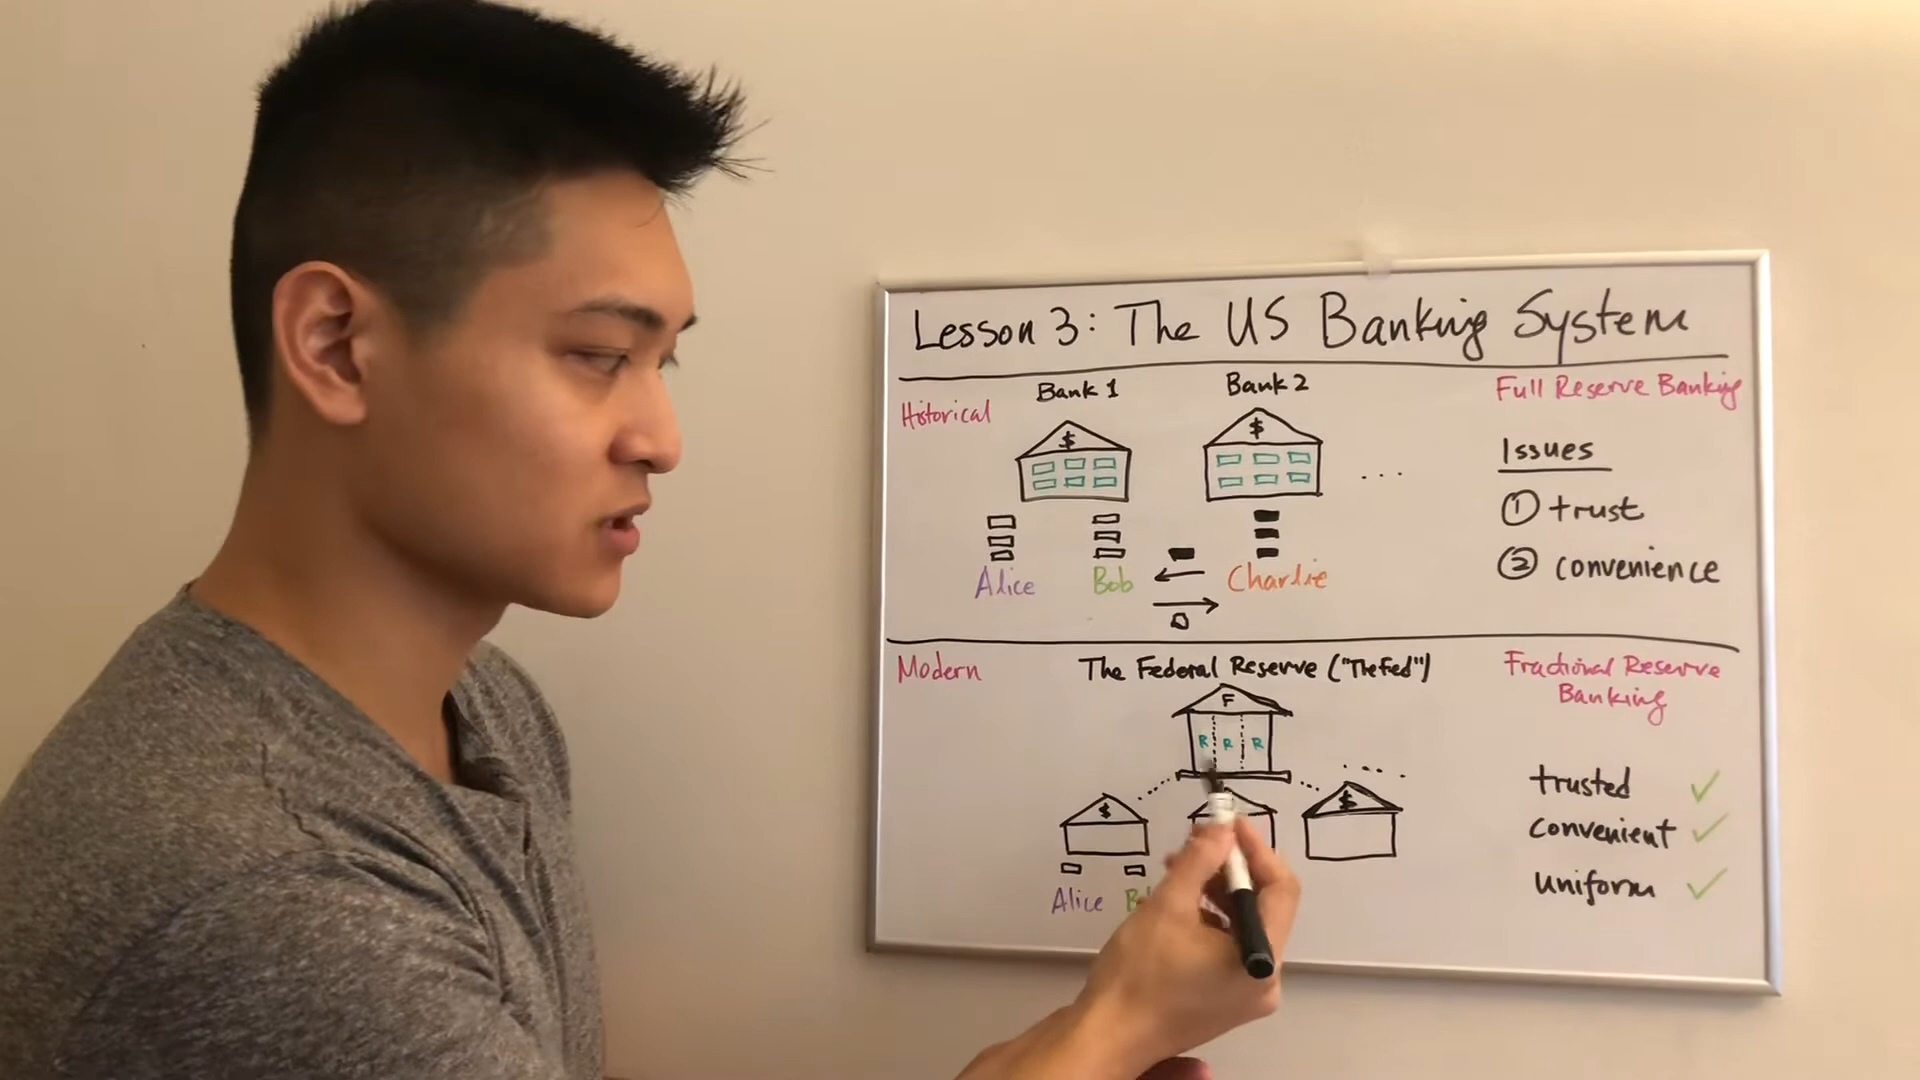 Lesson 3: The US Banking System
Historical
Bank 1
Bank 2
Full Reserve Banking
$
$
. . .
Issues
① trust
② convenience
Alice
Bob
Charlie
Modern
The Federal Reserve ("The Fed")
Fractional Reserve
Banking
F
R R R
$
$
trusted ✓
convenient ✓
uniform ✓
Alice